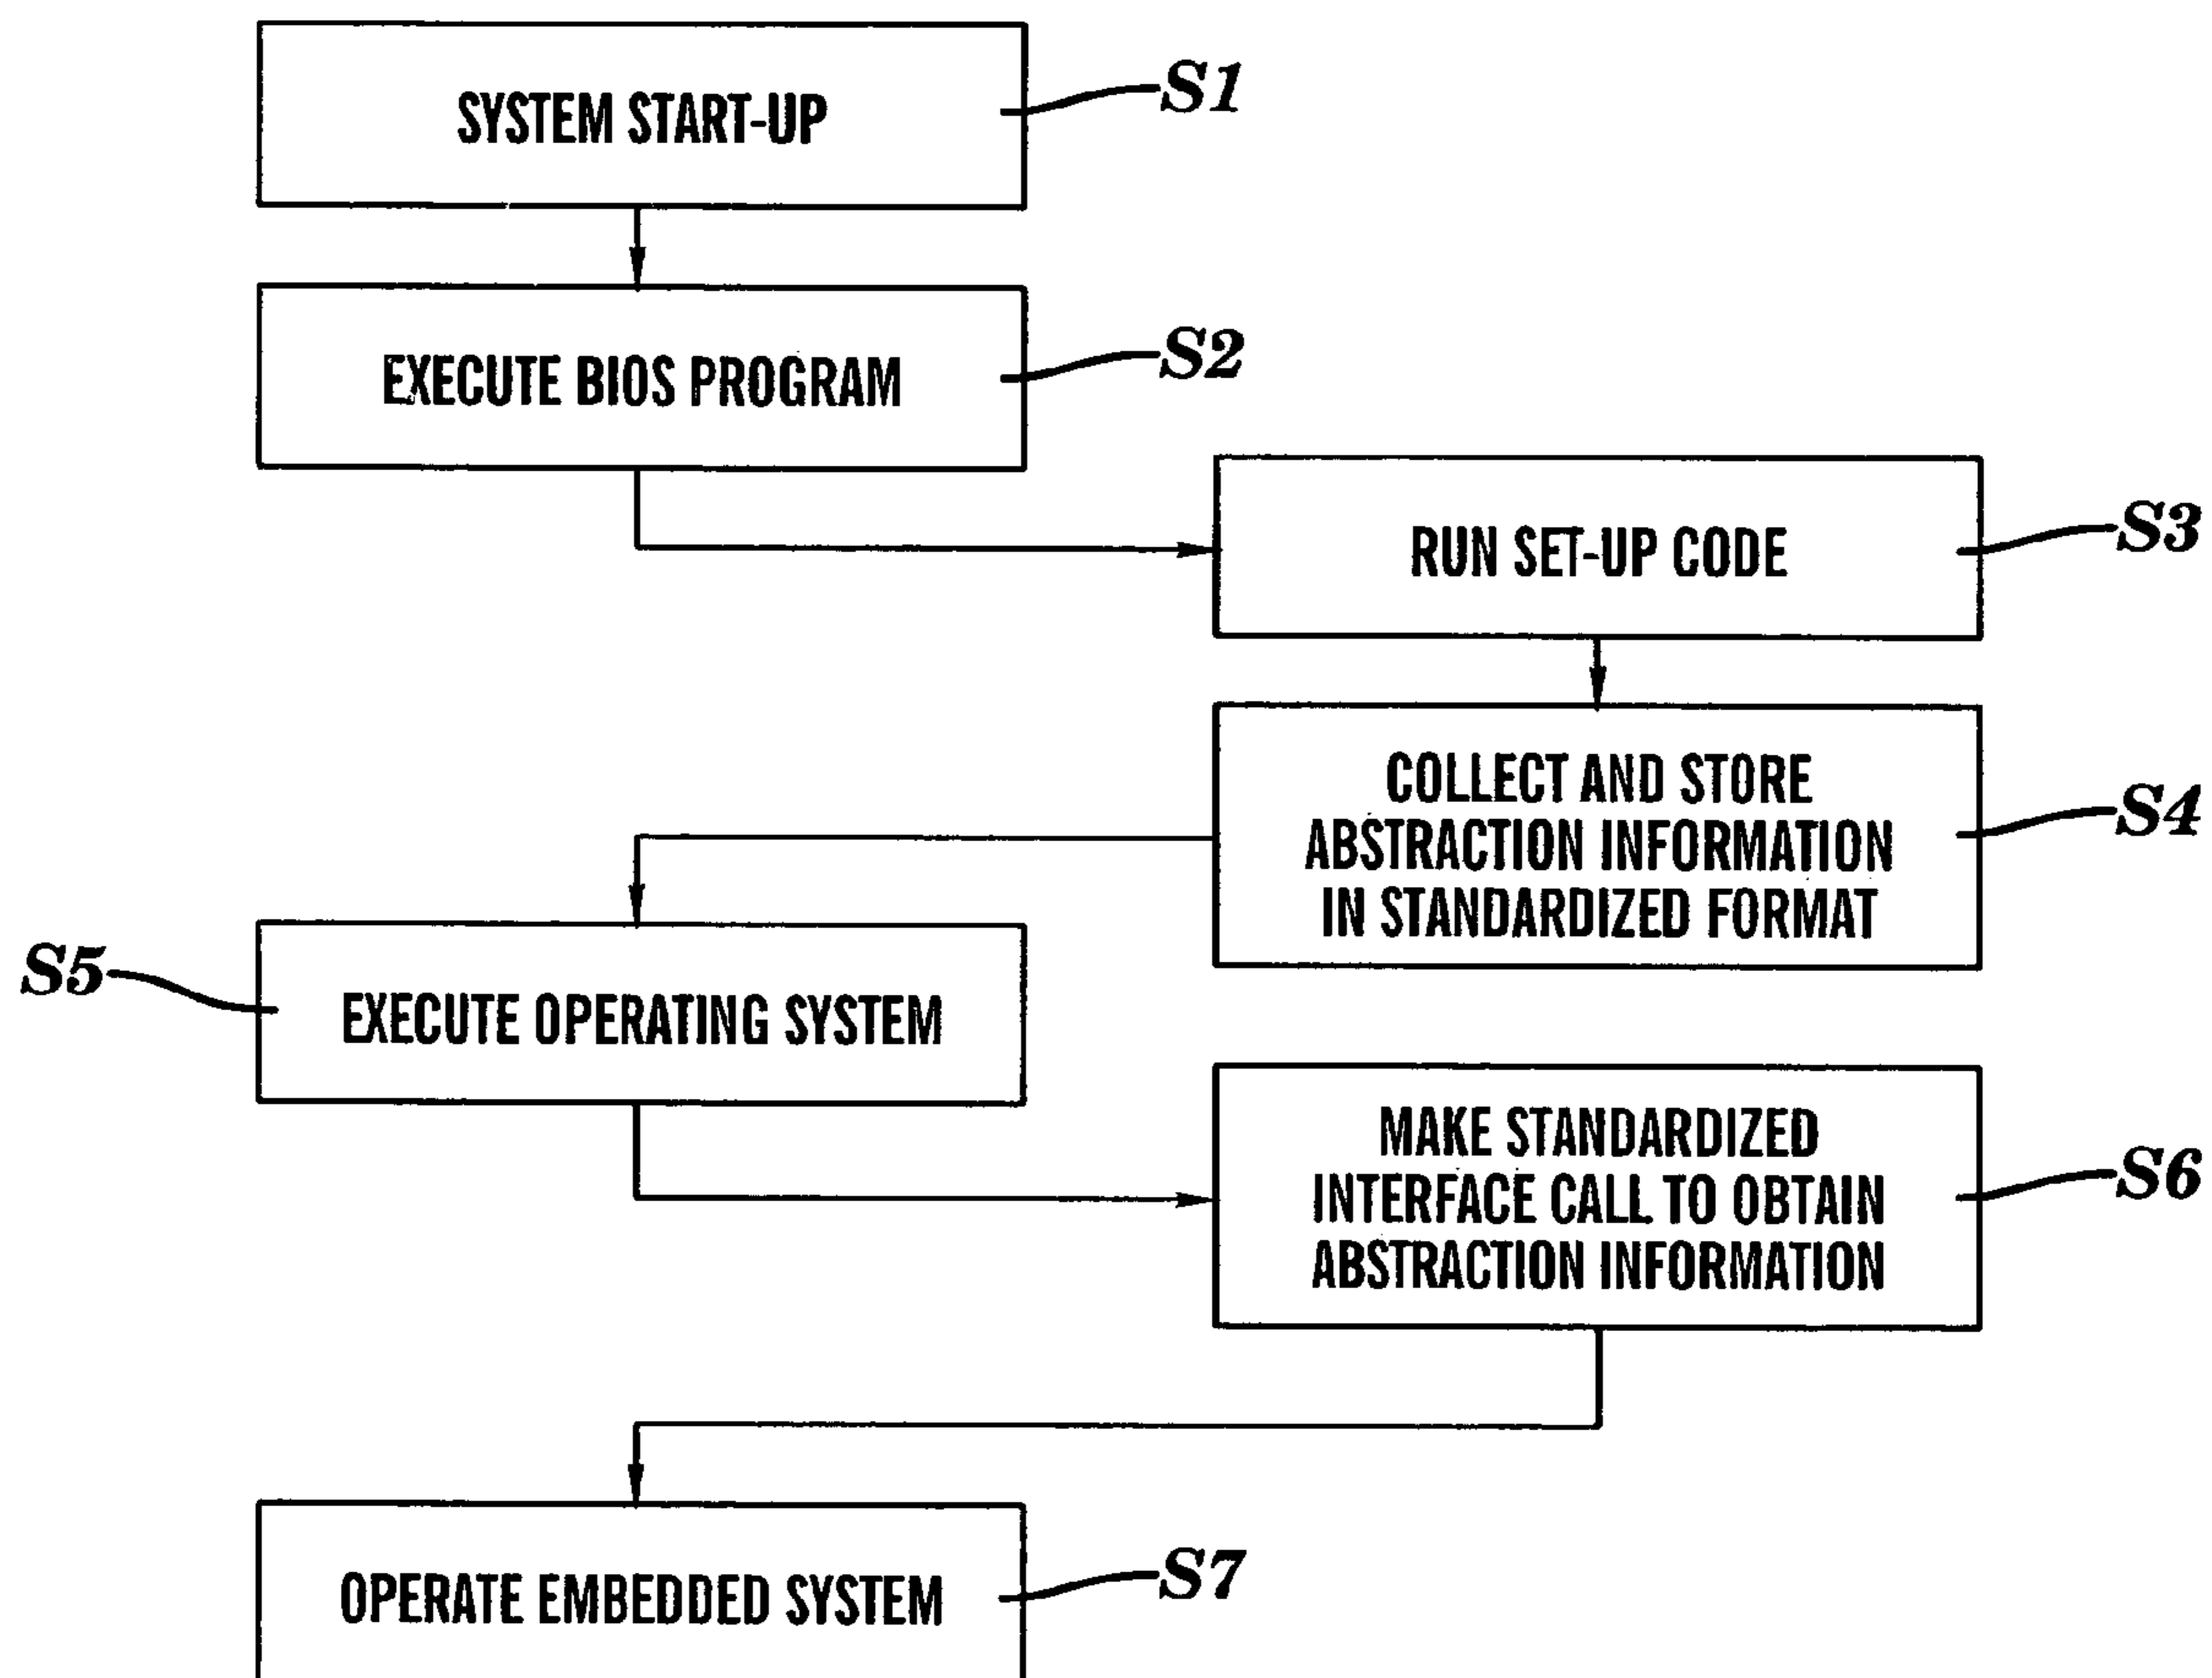 SYSTEM START-UP
S1
EXECUTE BIOS PROGRAM
S2
RUN SET-UP CODE
S3
COLLECT AND STORE
ABSTRACTION INFORMATION
IN STANDARDIZED FORMAT
S4
S5
EXECUTE OPERATING SYSTEM
MAKE STANDARDIZED
INTERFACE CALL TO OBTAIN
ABSTRACTION INFORMATION
S6
OPERATE EMBEDDED SYSTEM
S7